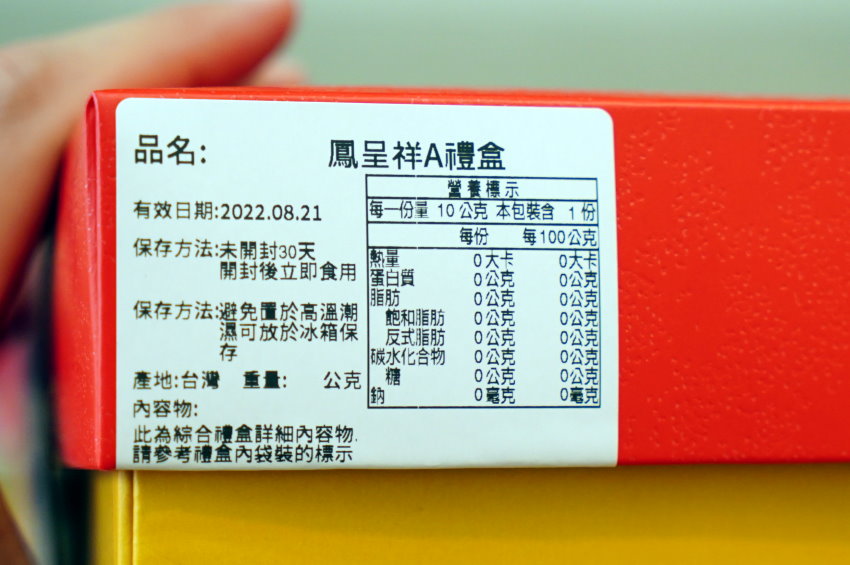 品名: 鳳呈祥A禮盒
有效日期:2022.08.21
保存方法:未開封30天
開封後立即食用
保存方法:避免置於高溫潮
濕可放於冰箱保
存
產地:台灣 重量: 公克
內容物:
此為綜合禮盒詳細內容物.
請參考禮盒內袋裝的標示
營養標示
每一份量 10公克 本包裝含 1份
每份 每100公克
熱量 0大卡 0大卡
蛋白質 0公克 0公克
脂肪 0公克 0公克
飽和脂肪 0公克 0公克
反式脂肪 0公克 0公克
碳水化合物 0公克 0公克
糖 0公克 0公克
鈉 0毫克 0毫克